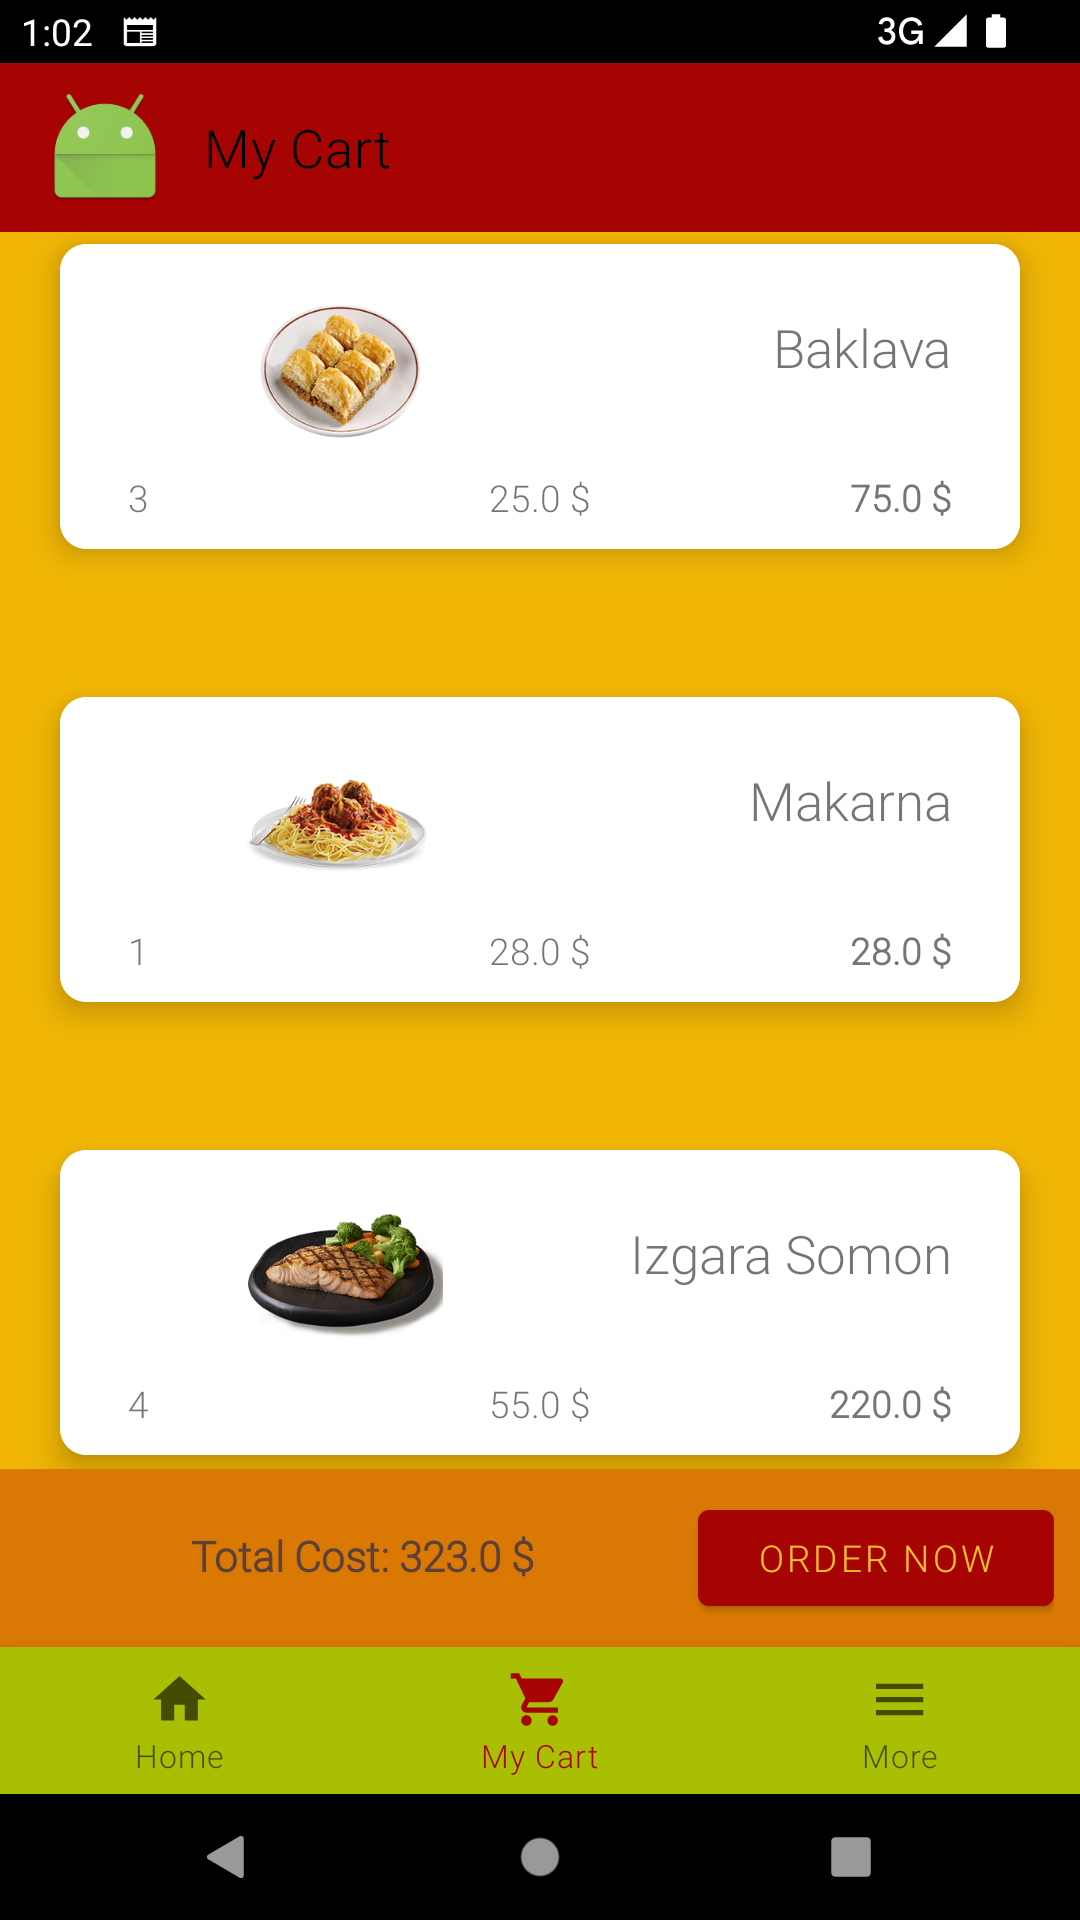 1:02 3G
My Cart
Baklava
3 25.0 $ 75.0 $
Makarna
1 28.0 $ 28.0 $
Izgara Somon
4 55.0 $ 220.0 $
Total Cost: 323.0 $ ORDER NOW
Home My Cart More